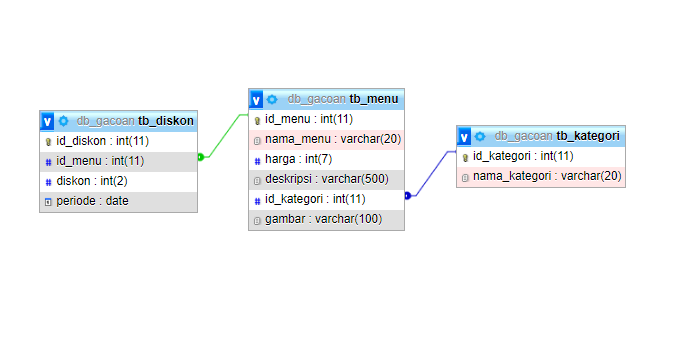 db_gacoan tb_diskon
id_diskon : int(11)
id_menu : int(11)
diskon : int(2)
periode : date
db_gacoan tb_menu
id_menu : int(11)
nama_menu : varchar(20)
harga : int(7)
deskripsi : varchar(500)
id_kategori : int(11)
gambar : varchar(100)
db_gacoan tb_kategori
id_kategori : int(11)
nama_kategori : varchar(20)